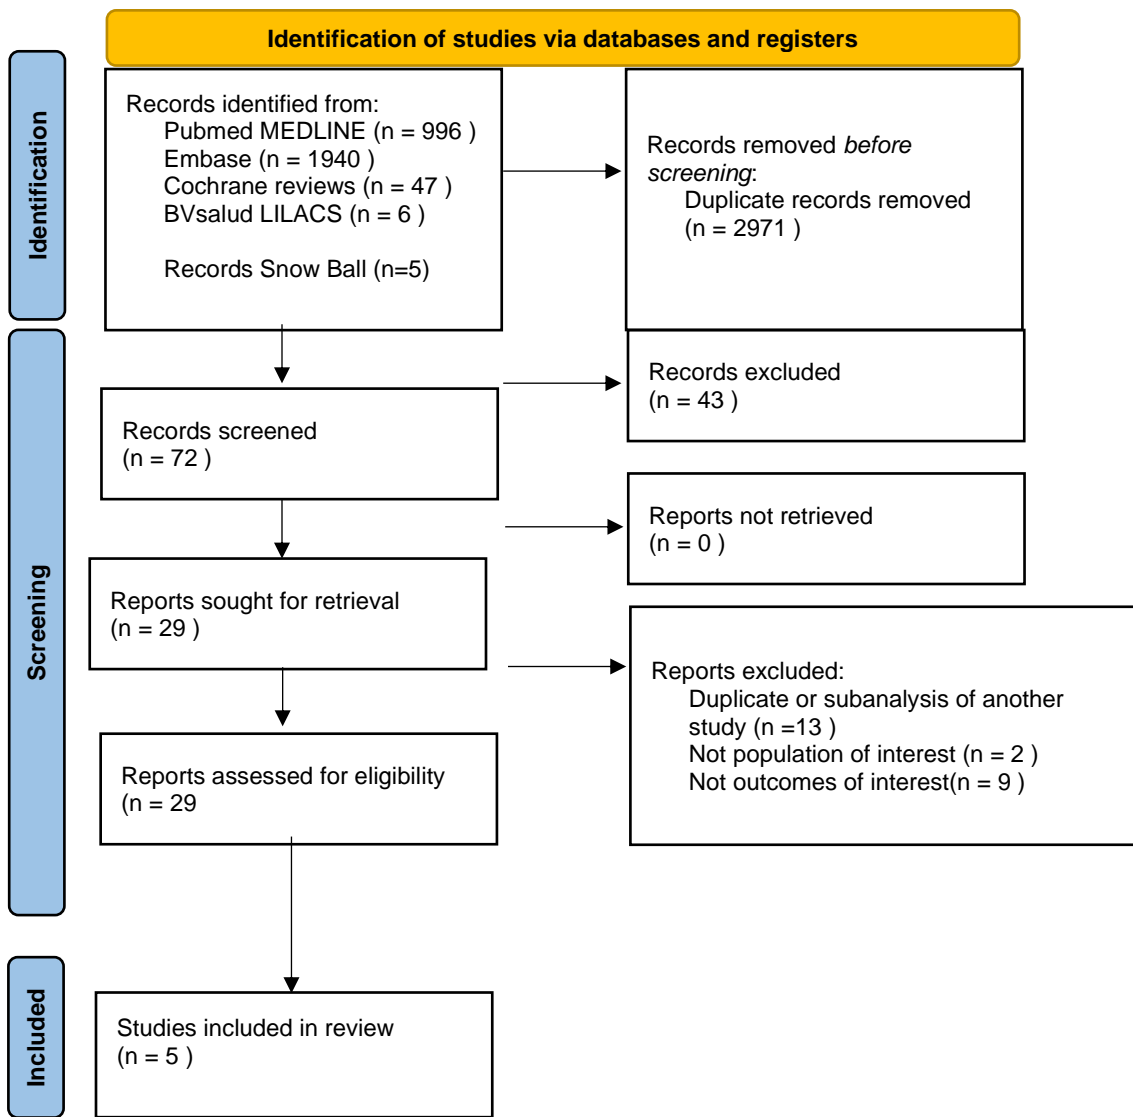 Identification of studies via databases and registers
Identification
Records identified from:
Pubmed MEDLINE (n = 996 )
Embase (n = 1940 )
Cochrane reviews (n = 47 )
BVsalud LILACS (n = 6 )
Records Snow Ball (n=5)
Records removed before
screening:
Duplicate records removed
(n = 2971 )
Screening
Records screened
(n = 72 )
Records excluded
(n = 43 )
Reports sought for retrieval
(n = 29 )
Reports not retrieved
(n = 0 )
Reports assessed for eligibility
(n = 29
Reports excluded:
Duplicate or subanalysis of another
study (n =13 )
Not population of interest (n = 2 )
Not outcomes of interest(n = 9 )
Included
Studies included in review
(n = 5 )